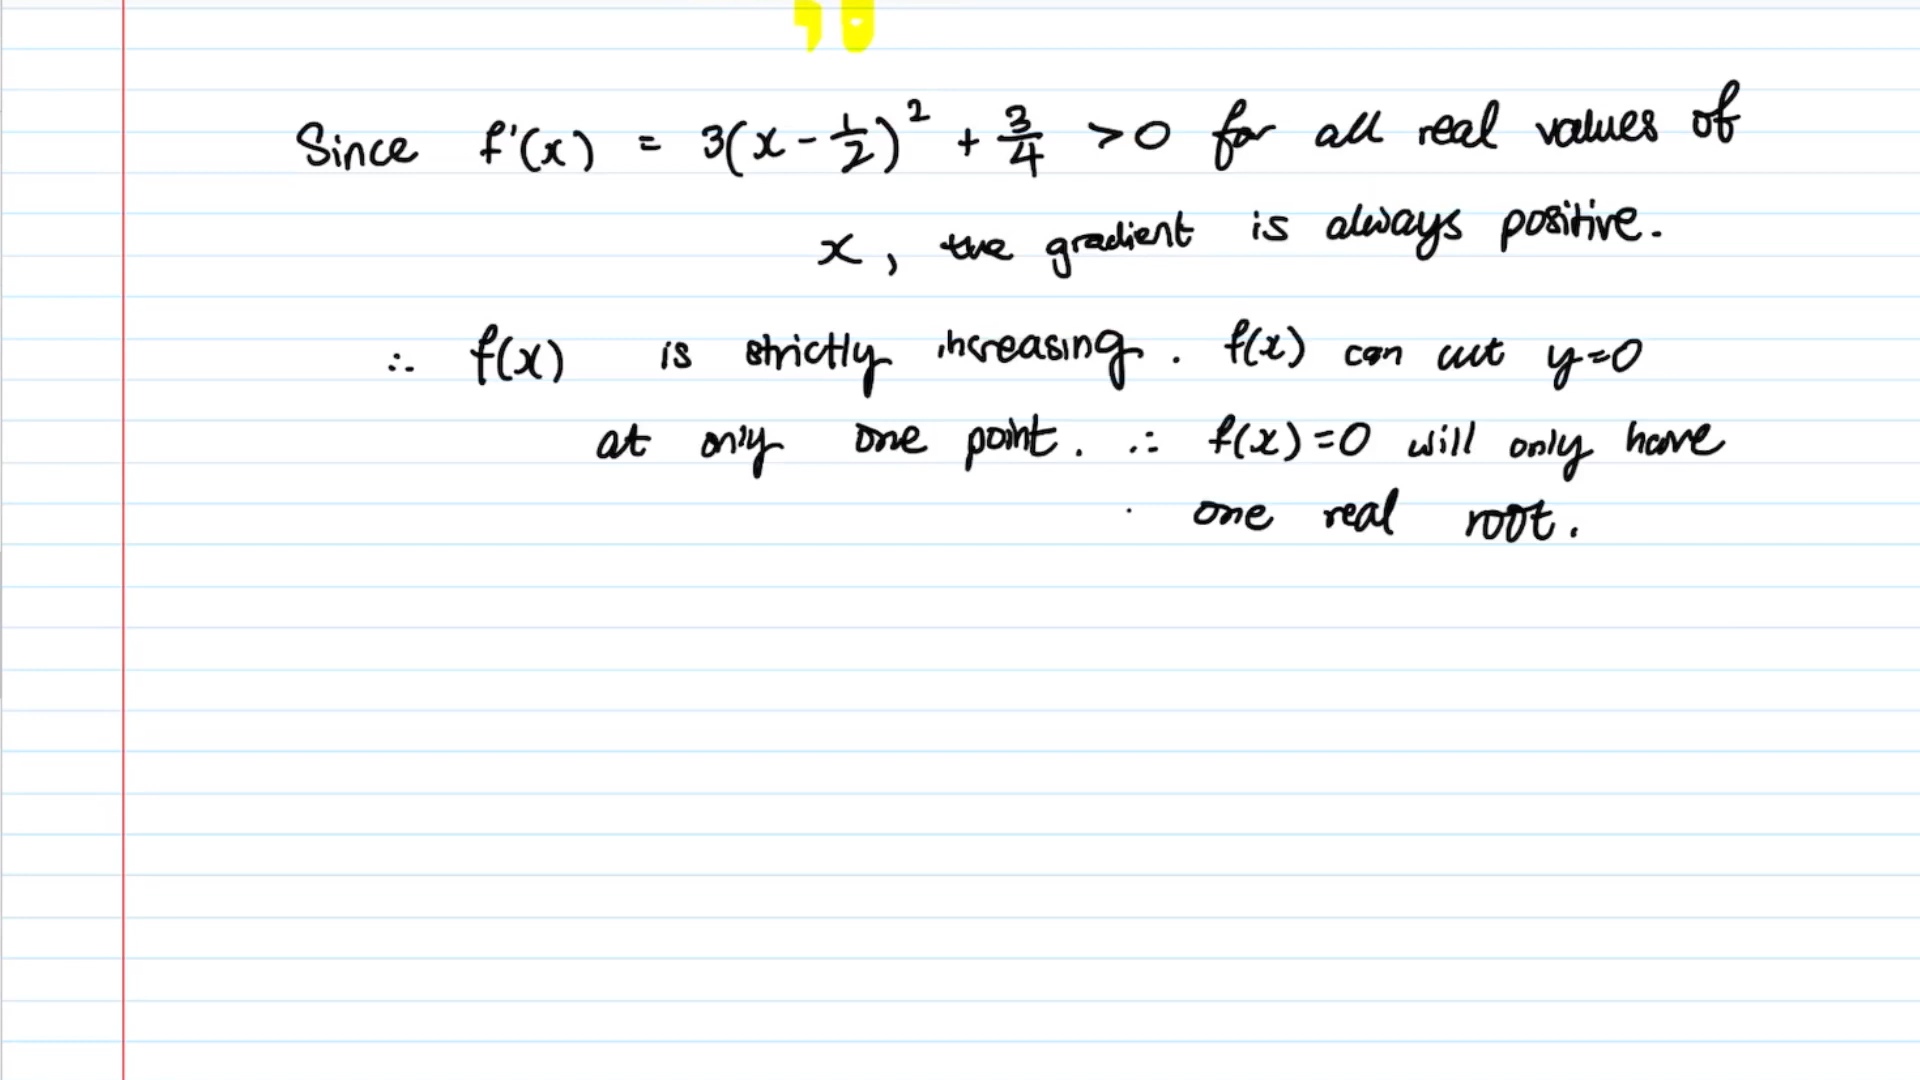 Since f'(x) = 3(x - 1/2)² + 3/4 > 0 for all real values of
x, the gradient is always positive.
∴ f(x) is strictly increasing. f(x) can cut y=0
at only one point. ∴ f(x)=0 will only have
one real root.